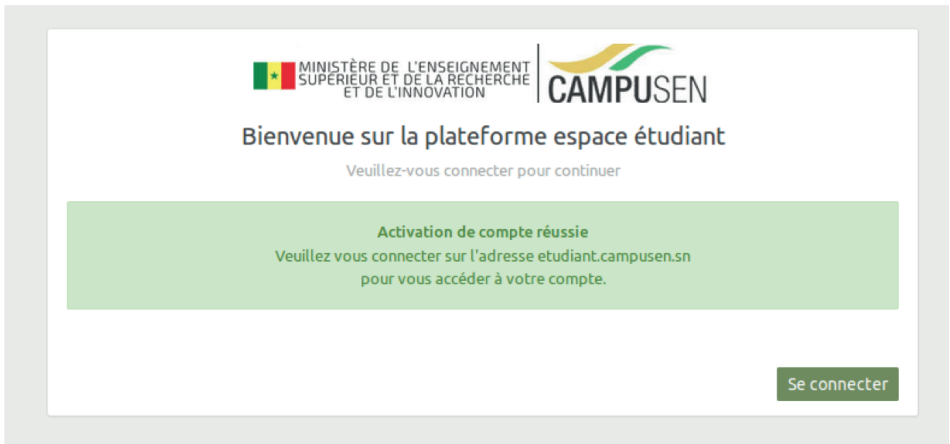 MINISTÈRE DE L'ENSEIGNEMENT
SUPÉRIEUR ET DE LA RECHERCHE
ET DE L'INNOVATION
CAMPUSEN
Bienvenue sur la plateforme espace étudiant
Veuillez-vous connecter pour continuer
Activation de compte réussie
Veuillez vous connecter sur l'adresse etudiant.campusen.sn
pour vous accéder à votre compte.
Se connecter